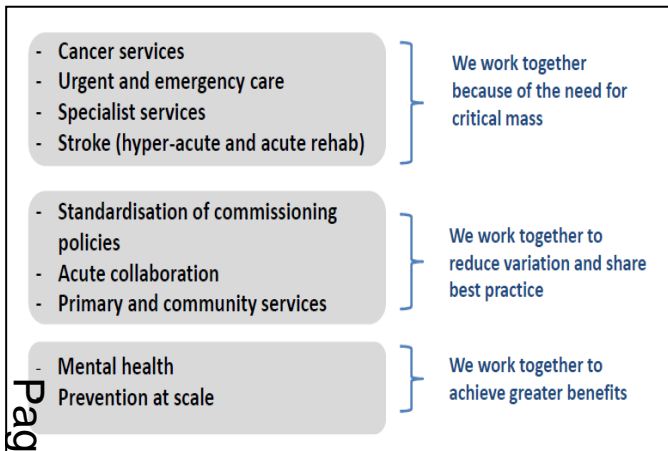 - Cancer services
- Urgent and emergency care
- Specialist services
- Stroke (hyper-acute and acute rehab)
We work together
because of the need for
critical mass
- Standardisation of commissioning
policies
- Acute collaboration
- Primary and community services
We work together to
reduce variation and share
best practice
- Mental health
Prevention at scale
We work together to
achieve greater benefits
Pag